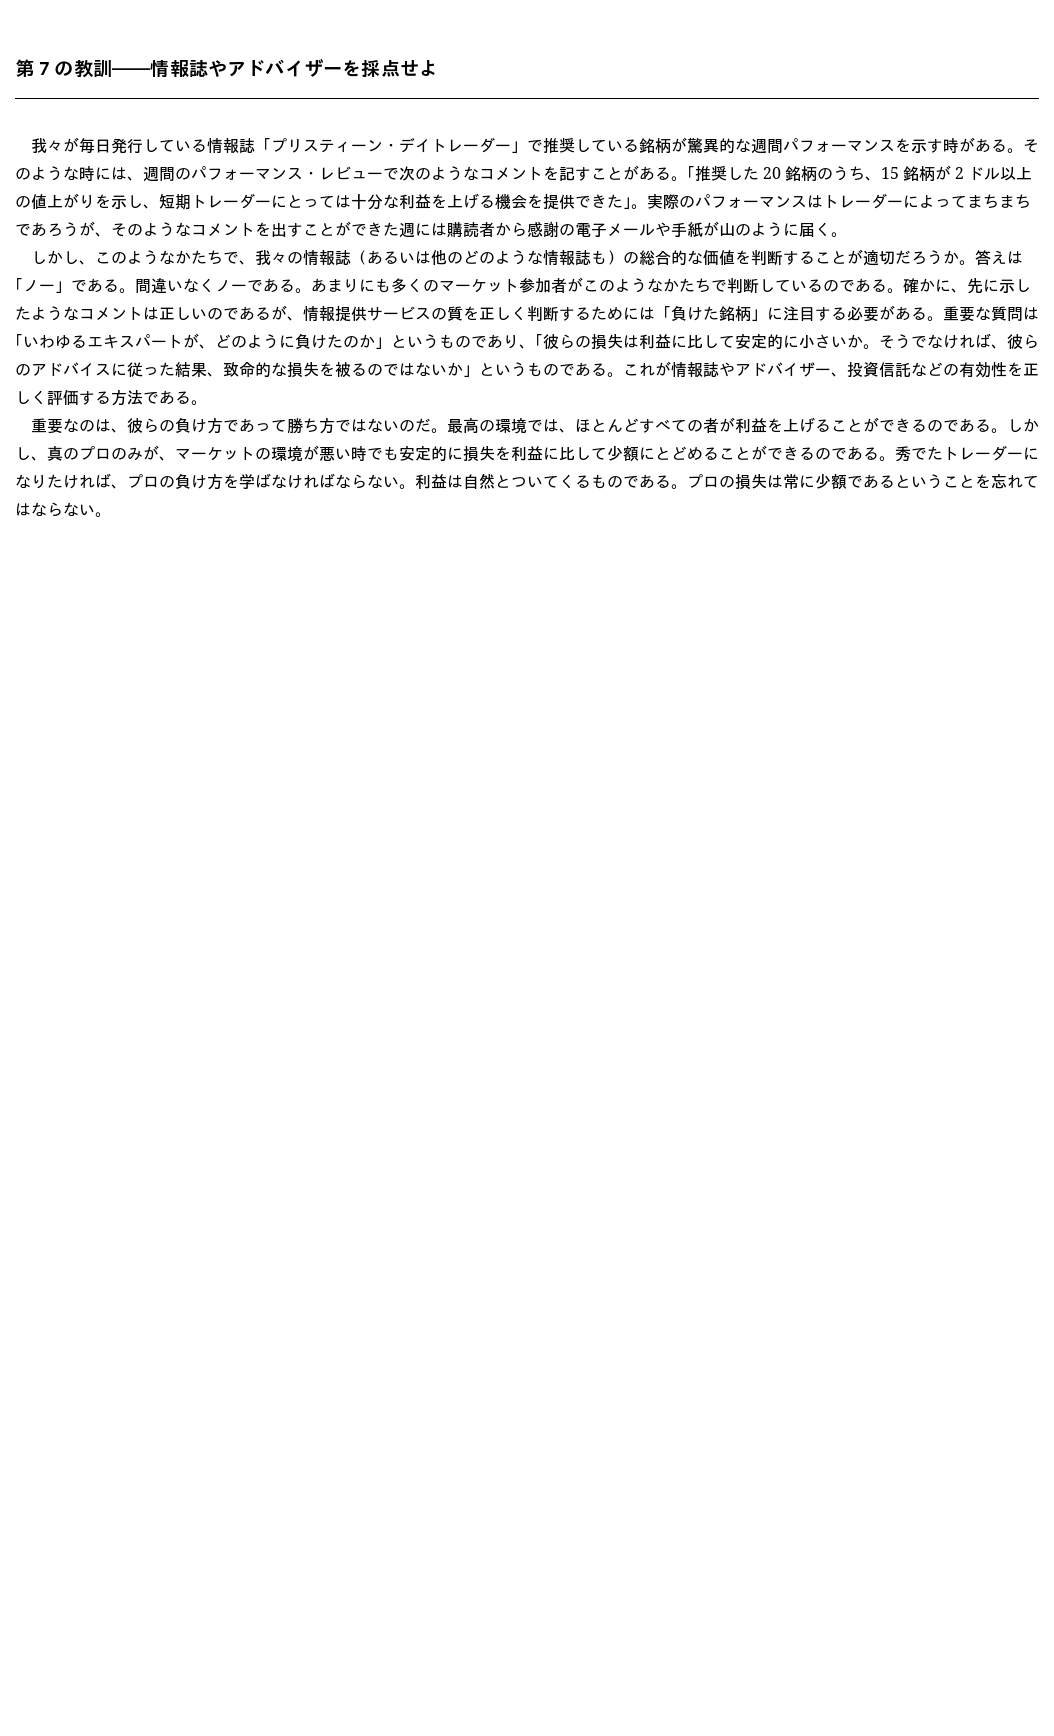 第 7 の教訓――情報誌やアドバイザーを採点せよ
　我々が毎日発行している情報誌「プリスティーン・デイトレーダー」で推奨している銘柄が驚異的な週間パフォーマンスを示す時がある。そ
のような時には、週間のパフォーマンス・レビューで次のようなコメントを記すことがある。「推奨した 20 銘柄のうち、15 銘柄が 2 ドル以上
の値上がりを示し、短期トレーダーにとっては十分な利益を上げる機会を提供できた」。実際のパフォーマンスはトレーダーによってまちまち
であろうが、そのようなコメントを出すことができた週には購読者から感謝の電子メールや手紙が山のように届く。
　しかし、このようなかたちで、我々の情報誌（あるいは他のどのような情報誌も）の総合的な価値を判断することが適切だろうか。答えは
「ノー」である。間違いなくノーである。あまりにも多くのマーケット参加者がこのようなかたちで判断しているのである。確かに、先に示し
たようなコメントは正しいのであるが、情報提供サービスの質を正しく判断するためには「負けた銘柄」に注目する必要がある。重要な質問は
「いわゆるエキスパートが、どのように負けたのか」というものであり、「彼らの損失は利益に比して安定的に小さいか。そうでなければ、彼ら
のアドバイスに従った結果、致命的な損失を被るのではないか」というものである。これが情報誌やアドバイザー、投資信託などの有効性を正
しく評価する方法である。
　重要なのは、彼らの負け方であって勝ち方ではないのだ。最高の環境では、ほとんどすべての者が利益を上げることができるのである。しか
し、真のプロのみが、マーケットの環境が悪い時でも安定的に損失を利益に比して少額にとどめることができるのである。秀でたトレーダーに
なりたければ、プロの負け方を学ばなければならない。利益は自然とついてくるものである。プロの損失は常に少額であるということを忘れて
はならない。